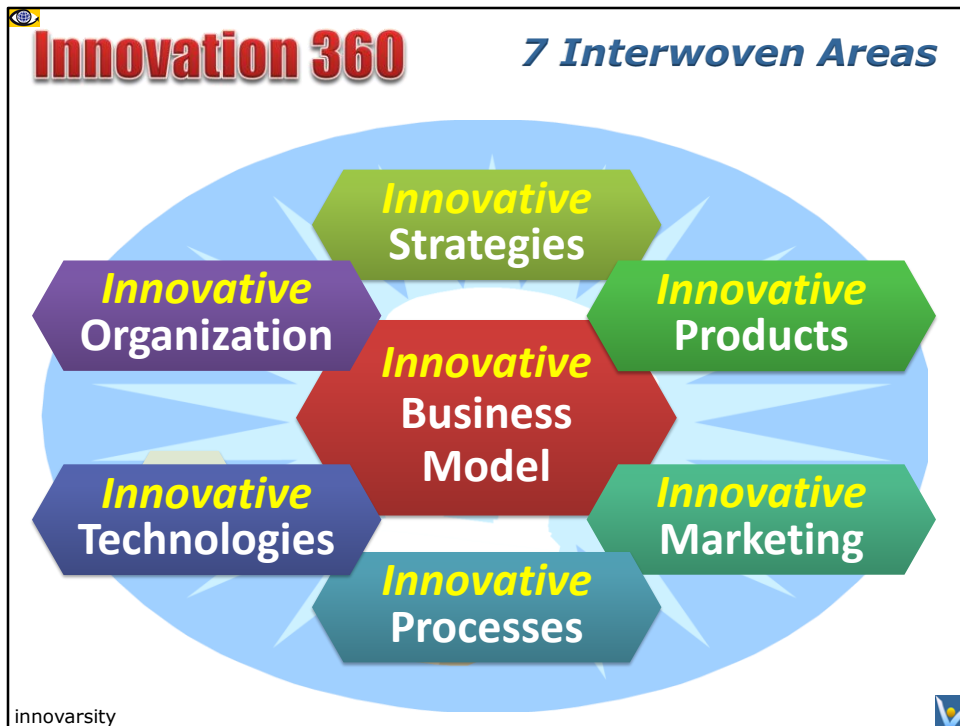 Innovation 360
7 Interwoven Areas
Innovative
Strategies
Innovative
Organization
Innovative
Products
Innovative
Business
Model
Innovative
Technologies
Innovative
Marketing
Innovative
Processes
innovarsity